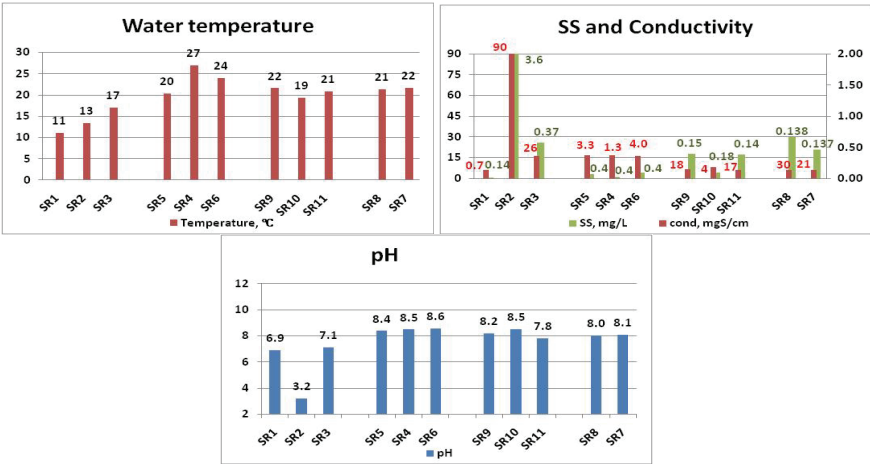 Water temperature
30
25
20
15
10
5
0
11
13
17
20
27
24
22
19
21
21
22
SR1
SR2
SR3
SR5
SR4
SR6
SR9
SR10
SR11
SR8
SR7
Temperature, °C
SS and Conductivity
90
75
60
45
30
15
0
2.00
1.50
1.00
0.50
0.00
0.7
0.14
90
3.6
26
0.37
3.3
0.4
1.3
0.4
4.0
0.4
18
0.15
4
0.18
17
0.14
30
0.138
21
0.137
SR1
SR2
SR3
SR5
SR4
SR6
SR9
SR10
SR11
SR8
SR7
SS, mg/L
cond, mgS/cm
pH
12
10
8
6
4
2
6.9
3.2
7.1
8.4
8.5
8.6
8.2
8.5
7.8
8.0
8.1
SR1
SR2
SR3
SR5
SR4
SR6
SR9
SR10
SR11
SR8
SR7
pH